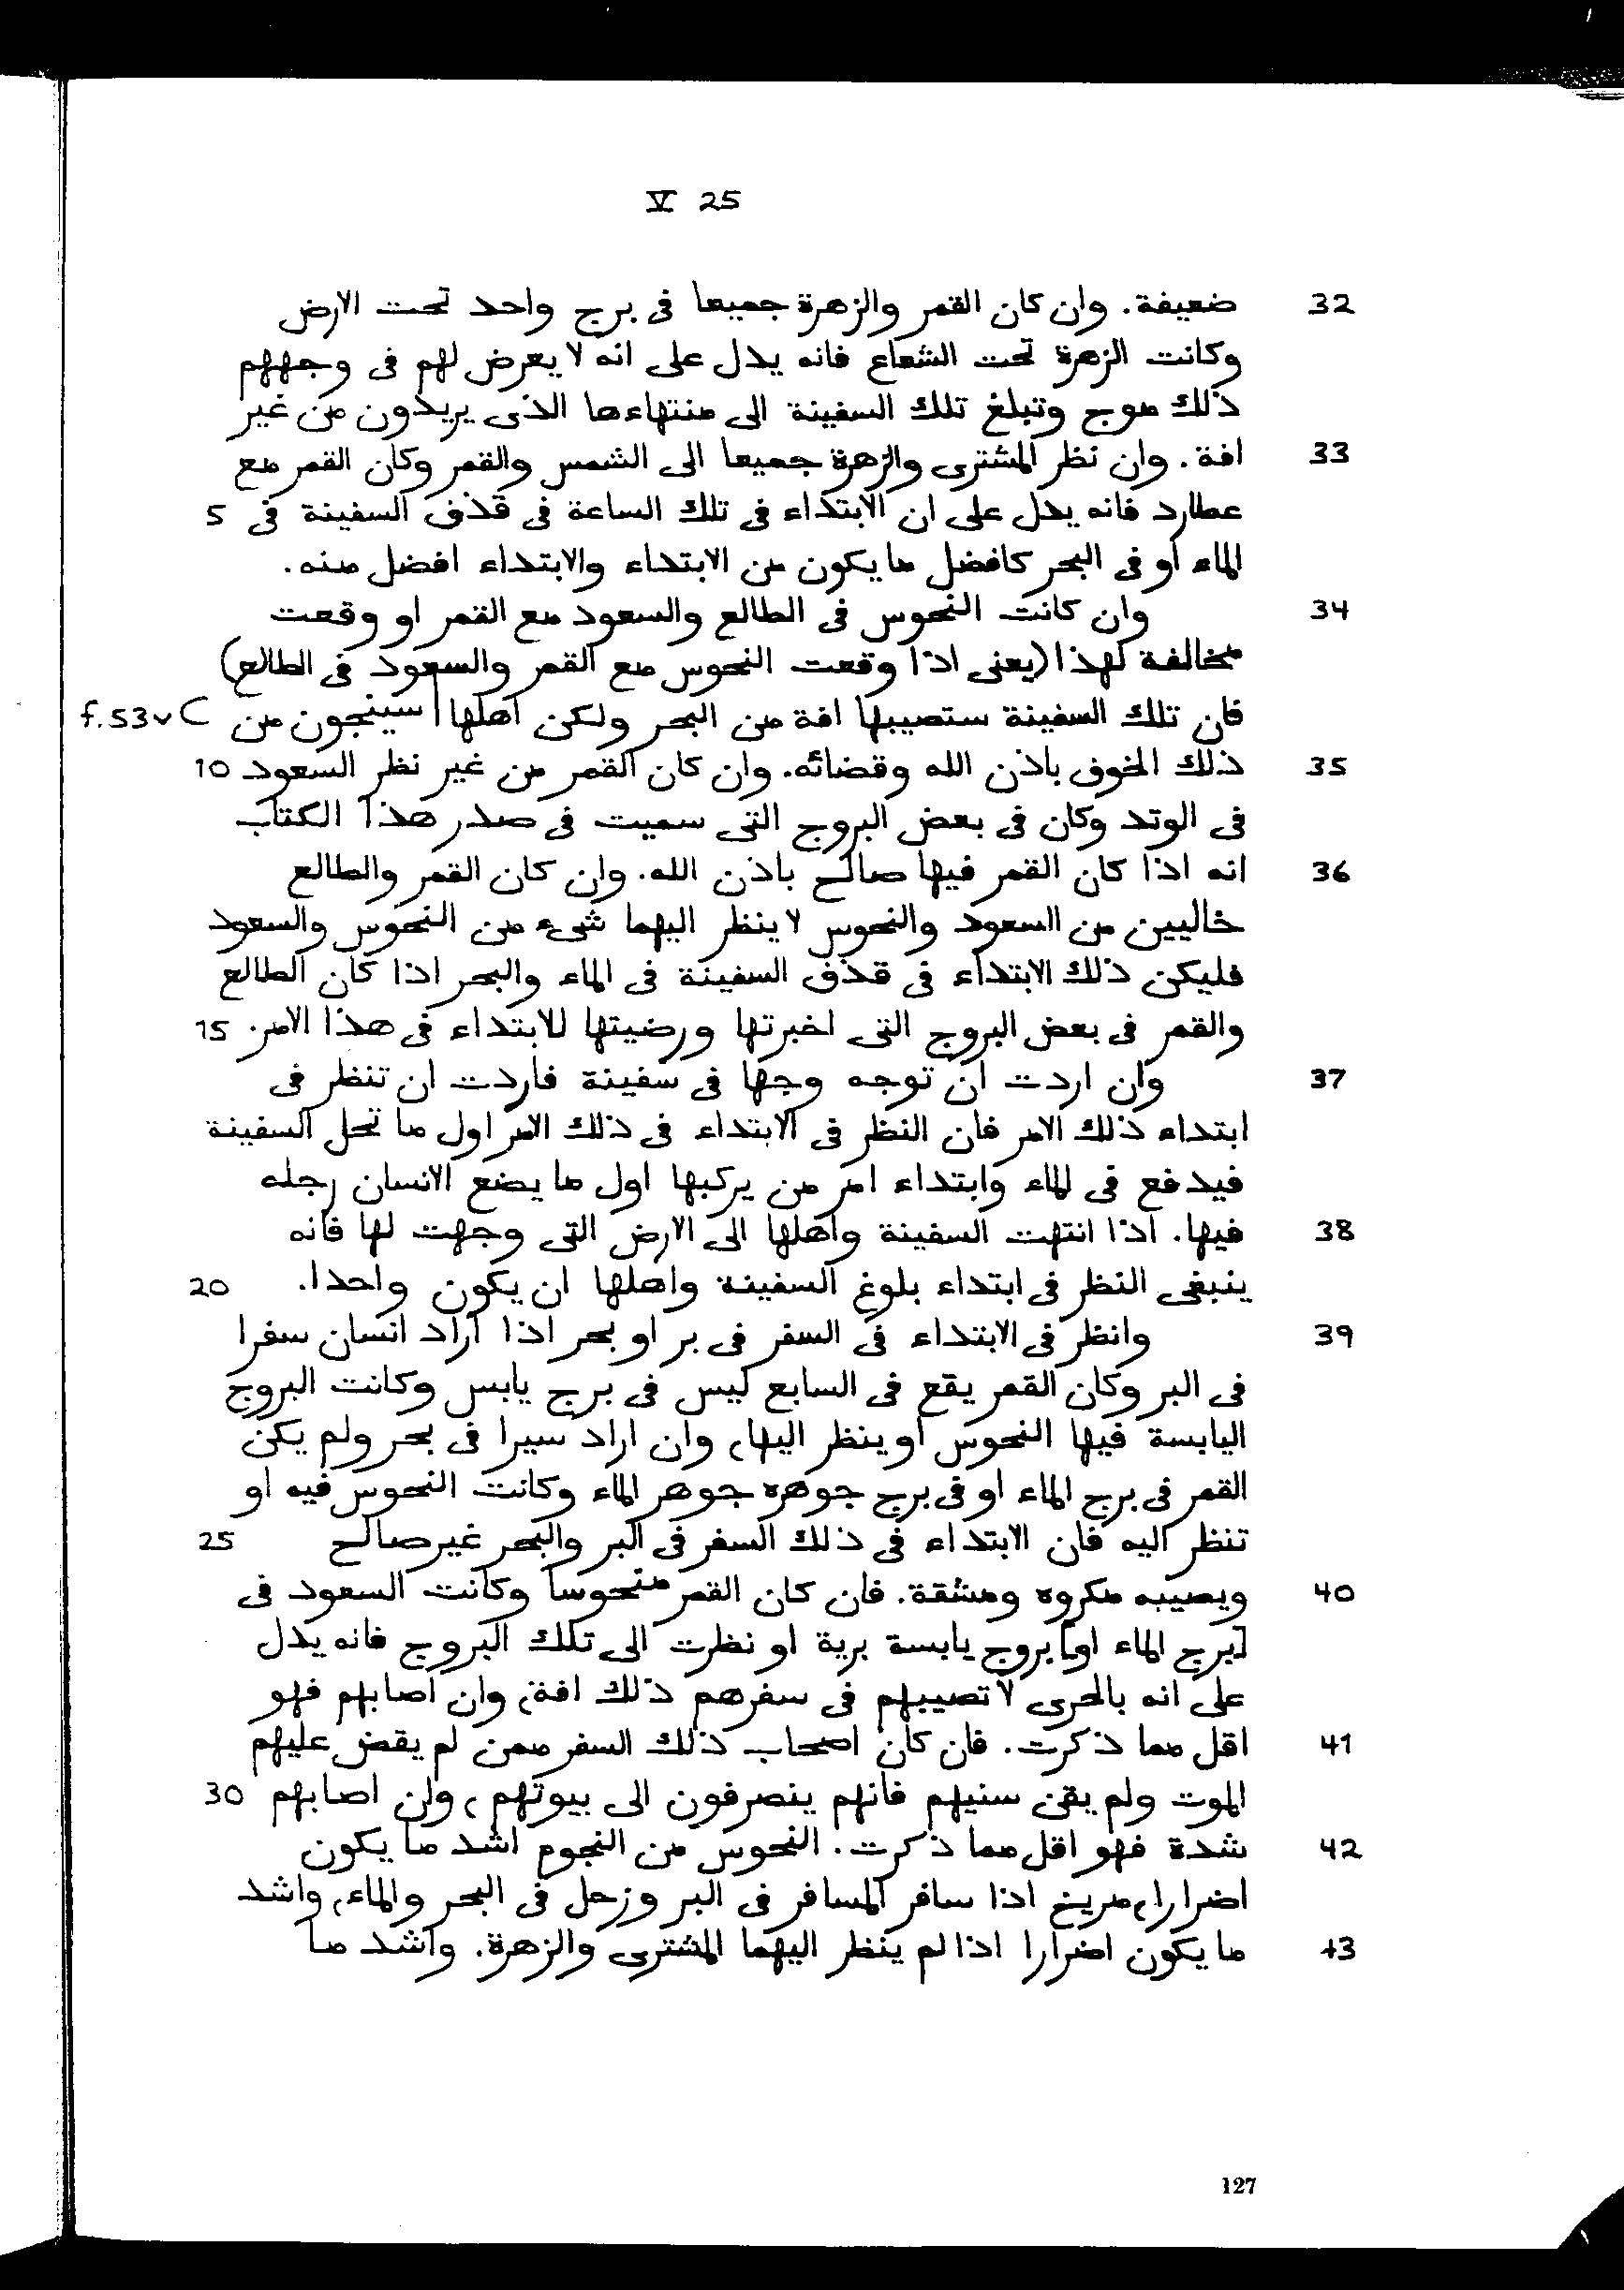 V 25
32 ضعيفة. وان كان القمر والزهرة جميعا فى برج واحد تحت الارض
وكانت الزهرة تحت الشعاع فانه يدل على انه لا يعرض لهم فى وجههم
ذلك موج وتبلغ تلك السفينة الى منتهاءها الذى يريدون من غير
33 افة. وان نظر المشترى والزهرة جميعا الى الشمس والقمر وكان القمر مع
عطارد فانه يدل على ان الابتداء فى تلك الساعة فى قذف السفينة فى 5
الماء او فى البحر كافضل ما يكون من الابتداء والابتداء افضل منه.
34 وان كانت النحوس فى الطالع والسعود مع القمر او وقعت
مخالفة لهذا (يعنى اذا وقعت النحوس مع القمر والسعود فى الطالع)
فان تلك السفينة ستصيبها افة من البحر ولكن اهلها | سينجون من f. 53v C
35 ذلك الخوف باذن الله وقضائه. وان كان القمر من غير نظر السعود 10
فى الوتد وكان فى بعض البروج التى سميت فى صدر هذا الكتاب
36 انه اذا كان القمر فيها صالح باذن الله. وان كان القمر والطالع
خاليين من السعود والنحوس لا ينظر اليهما شىء من النحوس والسعود
فليكن ذلك الابتداء فى قذف السفينة فى الماء والبحر اذا كان الطالع
والقمر فى بعض البروج التى اخبرتها ورضيتها للابتداء فى هذا الامر. 15
37 وان اردت ان توجه وجها فى سفينة فاردت ان تنظر فى
ابتداء ذلك الامر فان النظر فى الابتداء فى ذلك الامر اول ما تحل السفينة
فيدفع فى الماء وابتداء امر من يركبها اول ما يضع الانسان رجله
38 فيها. اذا انتهت السفينة واهلها الى الارض التى وجهت لها فانه
ينبغى النظر فى ابتداء بلوغ السفينة واهلها ان يكون واحدا. 20
39 وانظر فى الابتداء فى السفر فى بر او بحر اذا اراد انسان سفرا
فى البر وكان القمر يقع فى السابع ليس فى برج يابس وكانت البروج
اليابسة فيها النحوس او ينظر اليها، وان اراد سيرا فى بحر ولم يكن
القمر فى برج الماء او فى برج جوهره جوهر الماء وكانت النحوس فيه او
تنظر اليه فان الابتداء فى ذلك السفر فى البر والبحر غير صالح 25
40 ويصيبه مكروه ومشقة. فان كان القمر منحوسا وكانت السعود فى
[برج الماء او] بروج يابسة برية او نظرت الى تلك البروج فانه يدل
على انه بالحرى لا تصيبهم فى سفرهم ذلك افة، وان اصابهم فهو
41 اقل مما ذكرت. فان كان اصحاب ذلك السفر ممن لم يقض عليهم
الموت ولم يقن سنيهم فانهم ينصرفون الى بيوتهم، وان اصابهم 30
42 شدة فهو اقل مما ذكرت. النحوس من النجوم اشد ما يكون
اضرارا، مريخ اذا سافر المسافر فى البر وزحل فى البحر والماء، واشد
43 ما يكون اضرارا اذا لم ينظر اليهما المشترى والزهرة. واشد ما
127